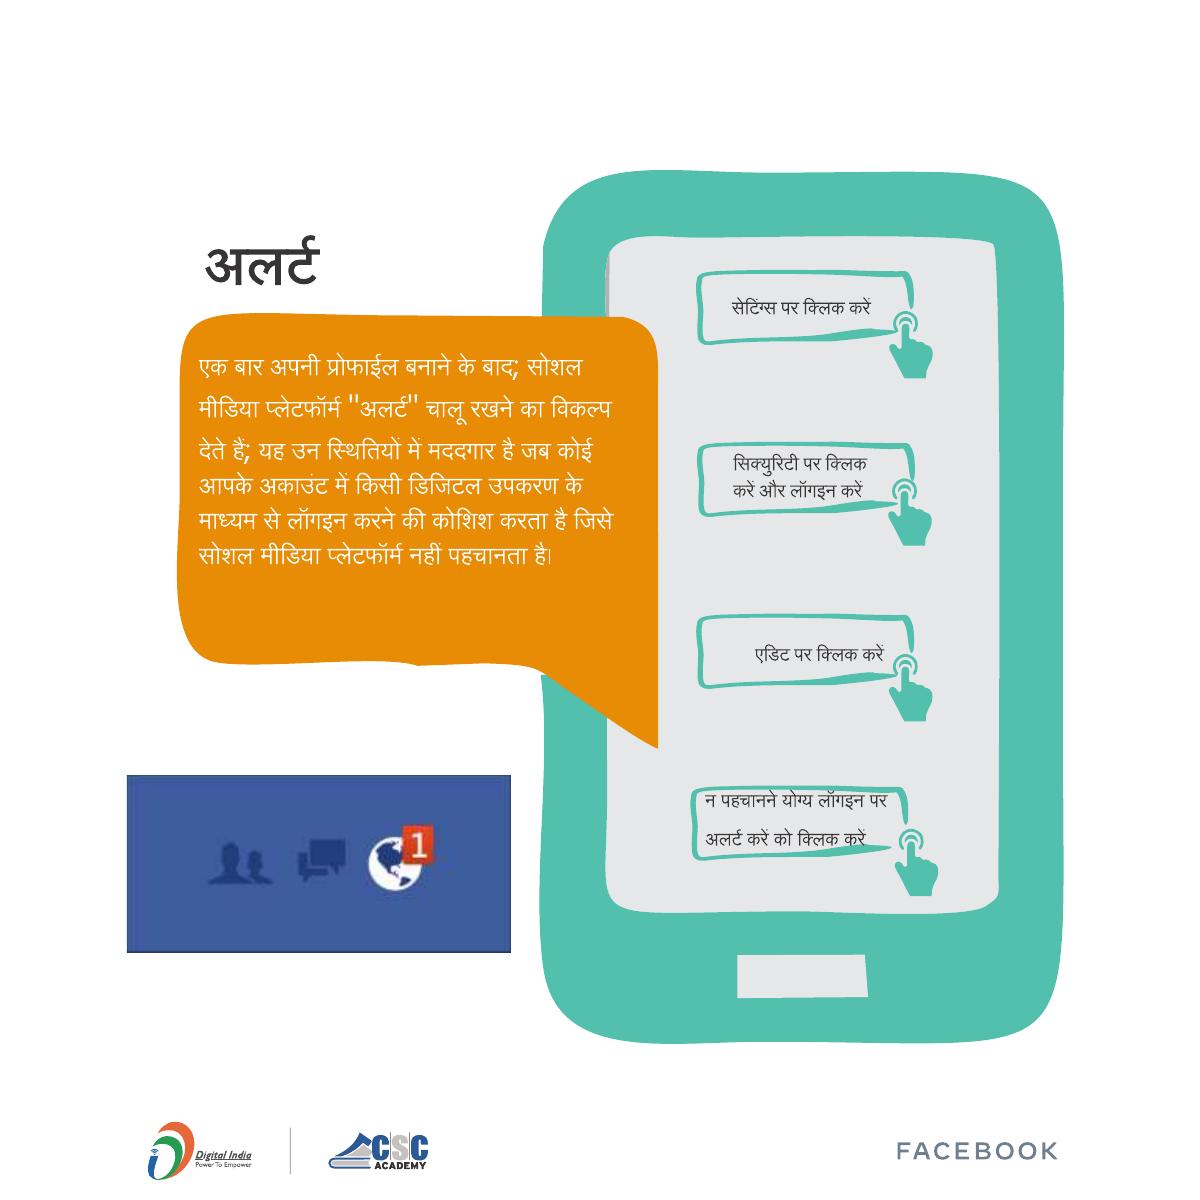 अलर्ट
एक बार अपनी प्रोफाईल बनाने के बाद; सोशल
मीडिया प्लेटफॉर्म "अलर्ट" चालू रखने का विकल्प
देते हैं; यह उन स्थितियों में मददगार है जब कोई
आपके अकाउंट में किसी डिजिटल उपकरण के
माध्यम से लॉगइन करने की कोशिश करता है जिसे
सोशल मीडिया प्लेटफॉर्म नहीं पहचानता है।
सेटिंग्स पर क्लिक करें
सिक्युरिटी पर क्लिक
करें और लॉगइन करें
एडिट पर क्लिक करें
न पहचानने योग्य लॉगइन पर
अलर्ट करें को क्लिक करें
1
Digital India
Power To Empower
CSC
ACADEMY
FACEBOOK